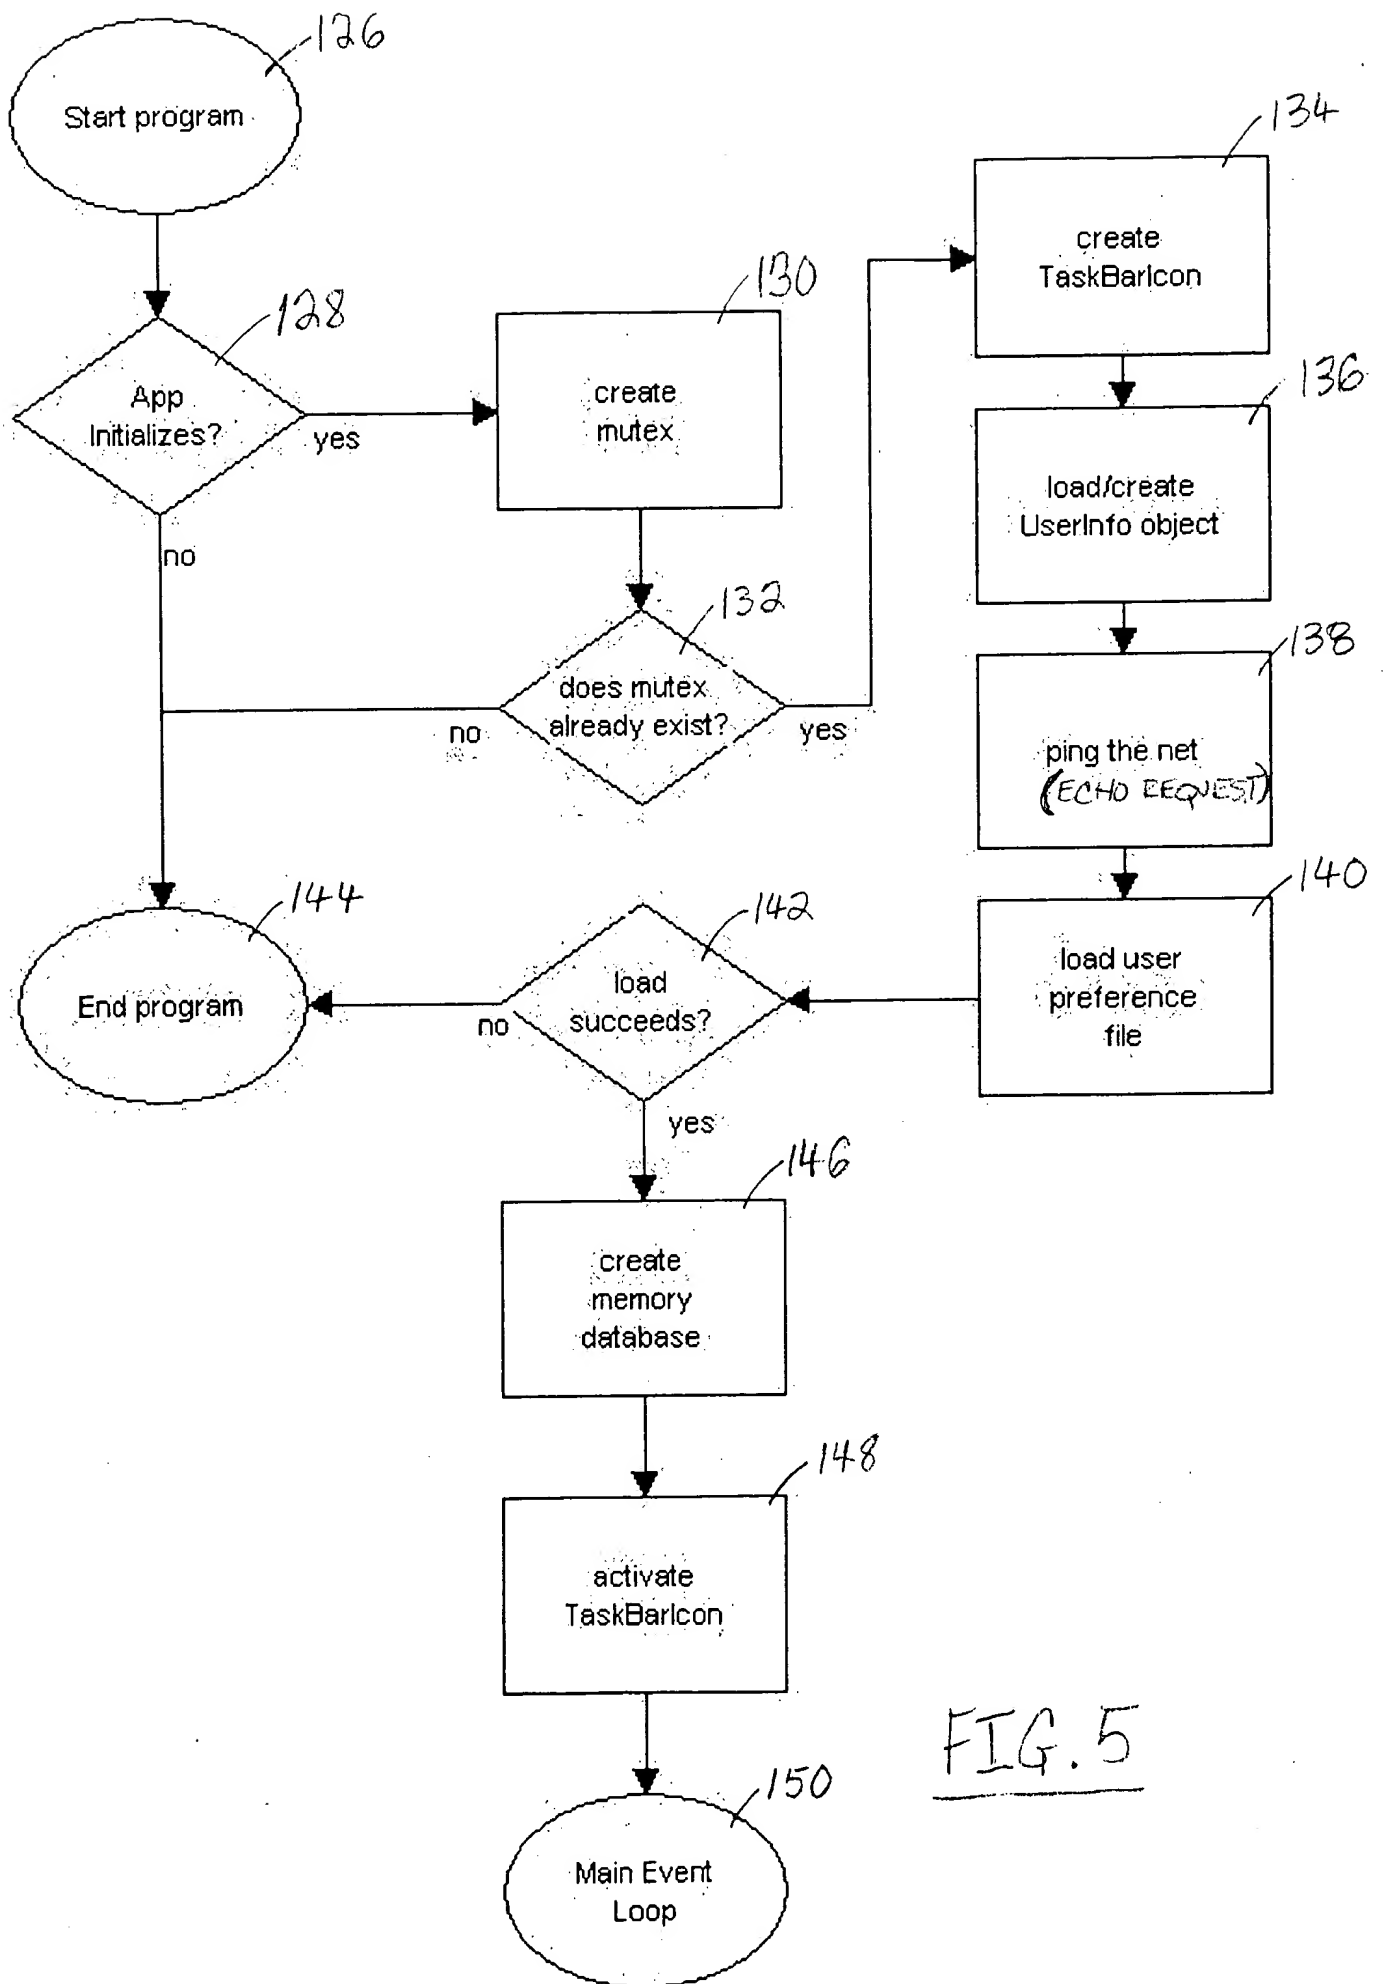 126
Start program
134
create
TaskBarIcon
130
128
create
mutex
App
Initializes?
yes
no
136
load/create
UserInfo object
132
does mutex
already exist?
no
yes
138
ping the net
(ECHO REQUEST)
140
load user
preference
file
144
End program
142
load
succeeds?
no
yes
146
create
memory
database
148
activate
TaskBarIcon
150
Main Event
Loop
FIG. 5